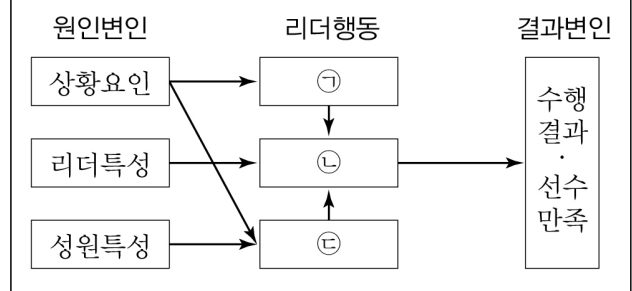 원인변인 리더행동 결과변인
상황요인 ㉠
리더특성 ㉡
성원특성 ㉢
수행
결과
·
선수
만족